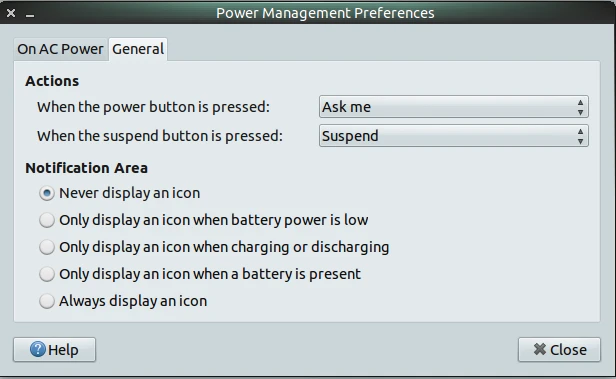 Power Management Preferences
On AC Power General
Actions
When the power button is pressed: Ask me
When the suspend button is pressed: Suspend
Notification Area
Never display an icon
Only display an icon when battery power is low
Only display an icon when charging or discharging
Only display an icon when a battery is present
Always display an icon
Help Close